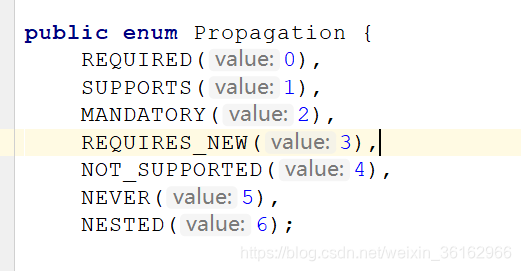 public enum Propagation {
REQUIRED( value: 0),
SUPPORTS( value: 1),
MANDATORY( value: 2),
REQUIRES_NEW( value: 3),
NOT_SUPPORTED( value: 4),
NEVER( value: 5),
NESTED( value: 6);
https://blog.csdn.net/weixin_36162966